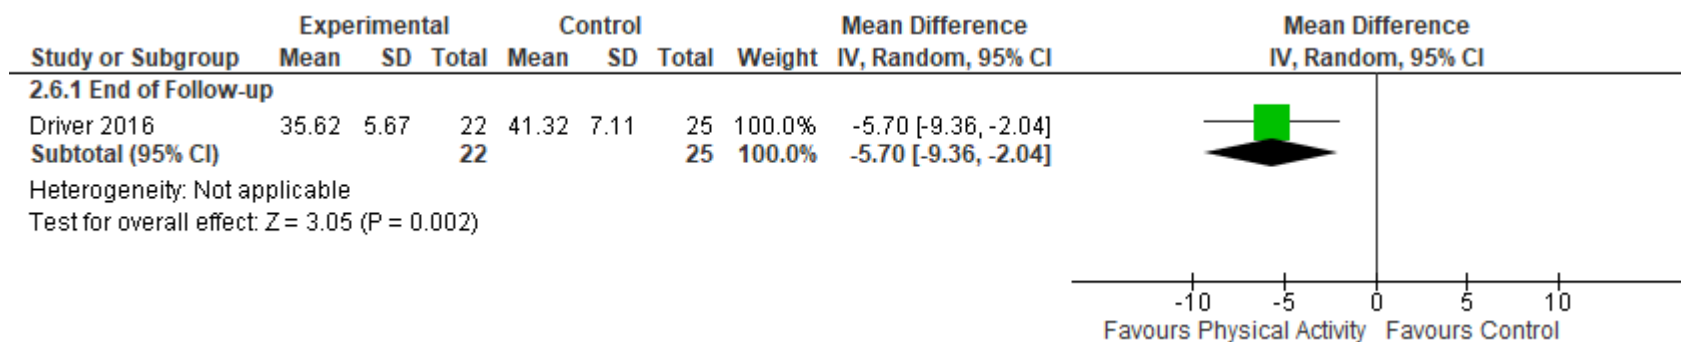 Experimental Control Mean Difference Mean Difference
Study or Subgroup Mean SD Total Mean SD Total Weight IV, Random, 95% CI IV, Random, 95% CI
2.6.1 End of Follow-up
Driver 2016 35.62 5.67 22 41.32 7.11 25 100.0% -5.70 [-9.36, -2.04]
Subtotal (95% CI) 22 25 100.0% -5.70 [-9.36, -2.04]
Heterogeneity: Not applicable
Test for overall effect: Z = 3.05 (P = 0.002)
-10 -5 0 5 10
Favours Physical Activity Favours Control